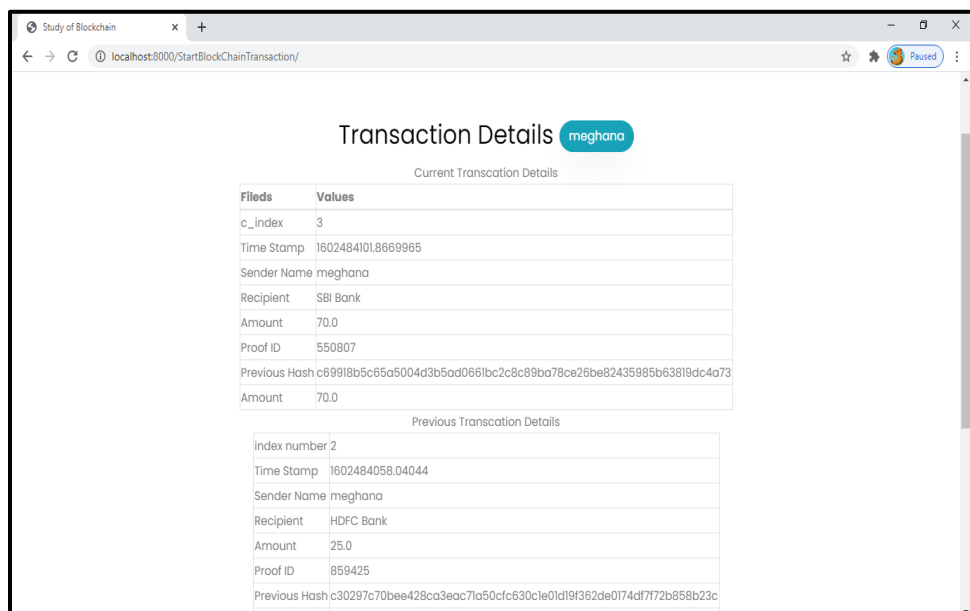 Study of Blockchain
localhost:8000/StartBlockChainTransaction/
Paused
Transaction Details meghana
Current Transcation Details
Fileds Values
c_index 3
Time Stamp 1602484101.8669965
Sender Name meghana
Recipient SBI Bank
Amount 70.0
Proof ID 550807
Previous Hash c69918b5c65a5004d3b5ad0661bc2c8c89ba78ce26be82435985b63819dc4a73
Amount 70.0
Previous Transcation Details
index number 2
Time Stamp 1602484058.04044
Sender Name meghana
Recipient HDFC Bank
Amount 25.0
Proof ID 859425
Previous Hash c30297c70bee428ca3eac71a50cfc630c1e01d19f362de0174df7f72b858b23c